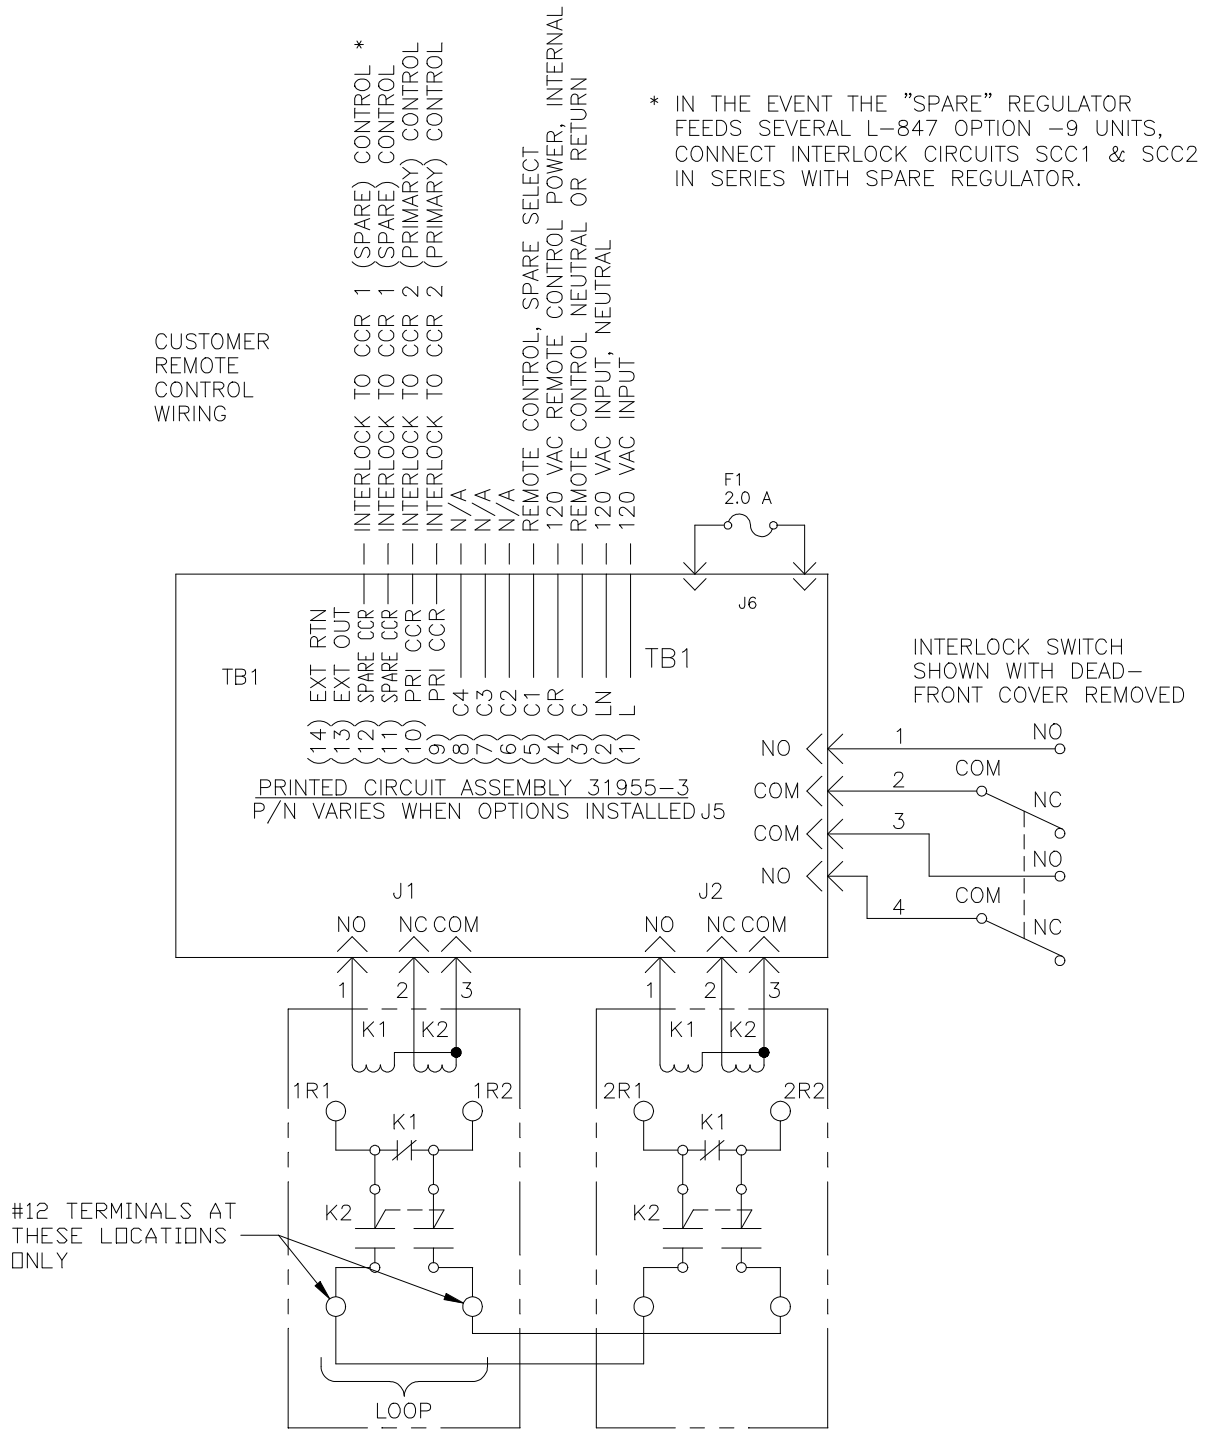 INTERLOCK TO CCR 1 (SPARE) CONTROL *
INTERLOCK TO CCR 1 (SPARE) CONTROL
INTERLOCK TO CCR 2 (PRIMARY) CONTROL
INTERLOCK TO CCR 2 (PRIMARY) CONTROL
N/A
N/A
N/A
REMOTE CONTROL, SPARE SELECT
120 VAC REMOTE CONTROL POWER, INTERNAL
REMOTE CONTROL NEUTRAL OR RETURN
120 VAC INPUT, NEUTRAL
120 VAC INPUT
* IN THE EVENT THE "SPARE" REGULATOR
FEEDS SEVERAL L-847 OPTION -9 UNITS,
CONNECT INTERLOCK CIRCUITS SCC1 & SCC2
IN SERIES WITH SPARE REGULATOR.
CUSTOMER
REMOTE
CONTROL
WIRING
F1
2.0 A
J6
TB1
(14) EXT RTN
(13) EXT OUT
(12) SPARE CCR
(11) SPARE CCR
(10) PRI CCR
(9) PRI CCR
(8) C4
(7) C3
(6) C2
(5) C1
(4) CR
(3) C
(2) LN
(1) L
TB1
PRINTED CIRCUIT ASSEMBLY 31955-3
P/N VARIES WHEN OPTIONS INSTALLED
J5
INTERLOCK SWITCH
SHOWN WITH DEAD-
FRONT COVER REMOVED
NO 1 NO
COM 2 COM
NC
COM 3 NO
NO 4 COM
NC
J1
NO NC COM
1 2 3
K1 K2
1R1 1R2
K1
K2
J2
NO NC COM
1 2 3
K1 K2
2R1 2R2
K1
K2
#12 TERMINALS AT
THESE LOCATIONS
ONLY
LOOP